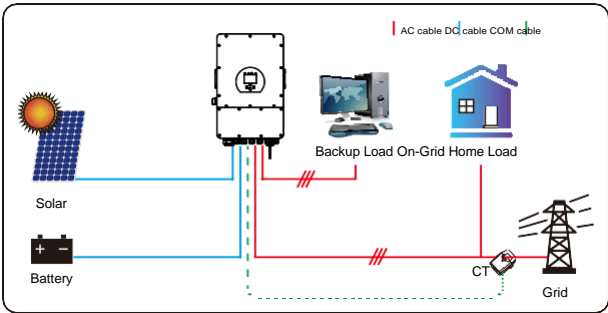 AC cable DC cable COM cable
Backup Load On-Grid Home Load
Solar
Battery
CT
Grid